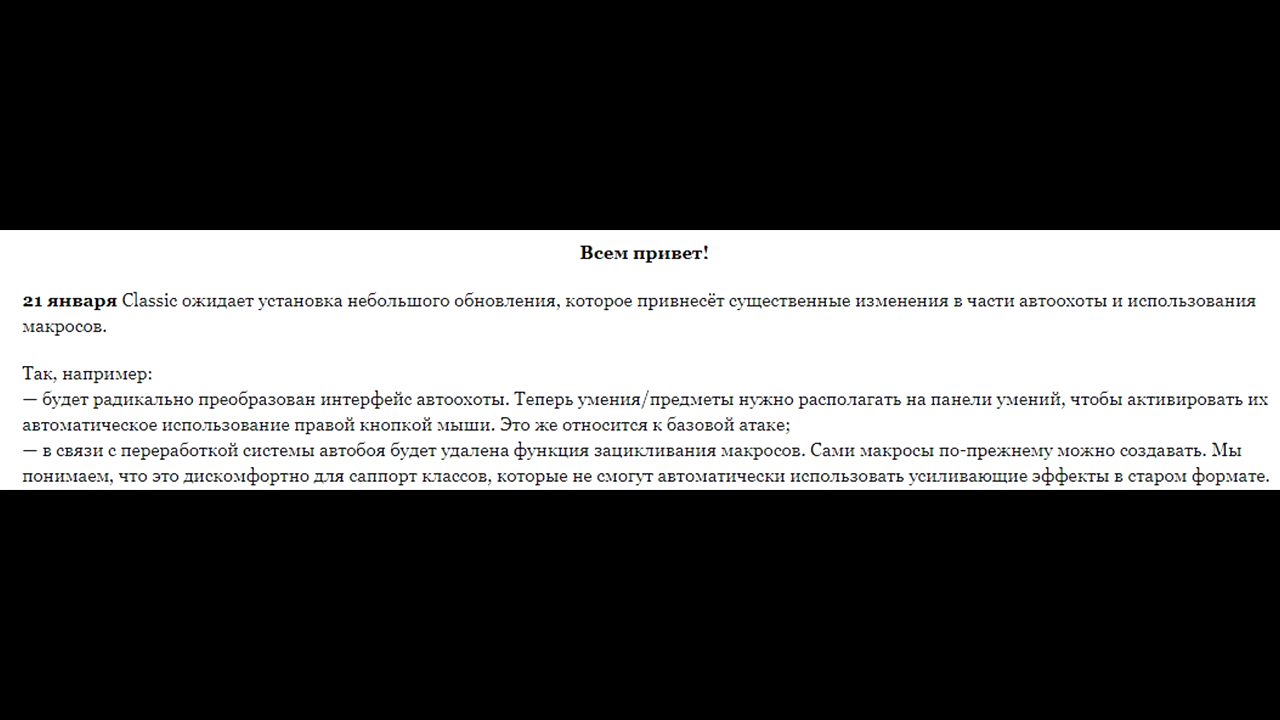 Всем привет!
21 января Classic ожидает установка небольшого обновления, которое привнесёт существенные изменения в части автоохоты и использования
макросов.
Так, например:
— будет радикально преобразован интерфейс автоохоты. Теперь умения/предметы нужно располагать на панели умений, чтобы активировать их
автоматическое использование правой кнопкой мыши. Это же относится к базовой атаке;
— в связи с переработкой системы автобоя будет удалена функция зацикливания макросов. Сами макросы по-прежнему можно создавать. Мы
понимаем, что это дискомфортно для саппорт классов, которые не смогут автоматически использовать усиливающие эффекты в старом формате.